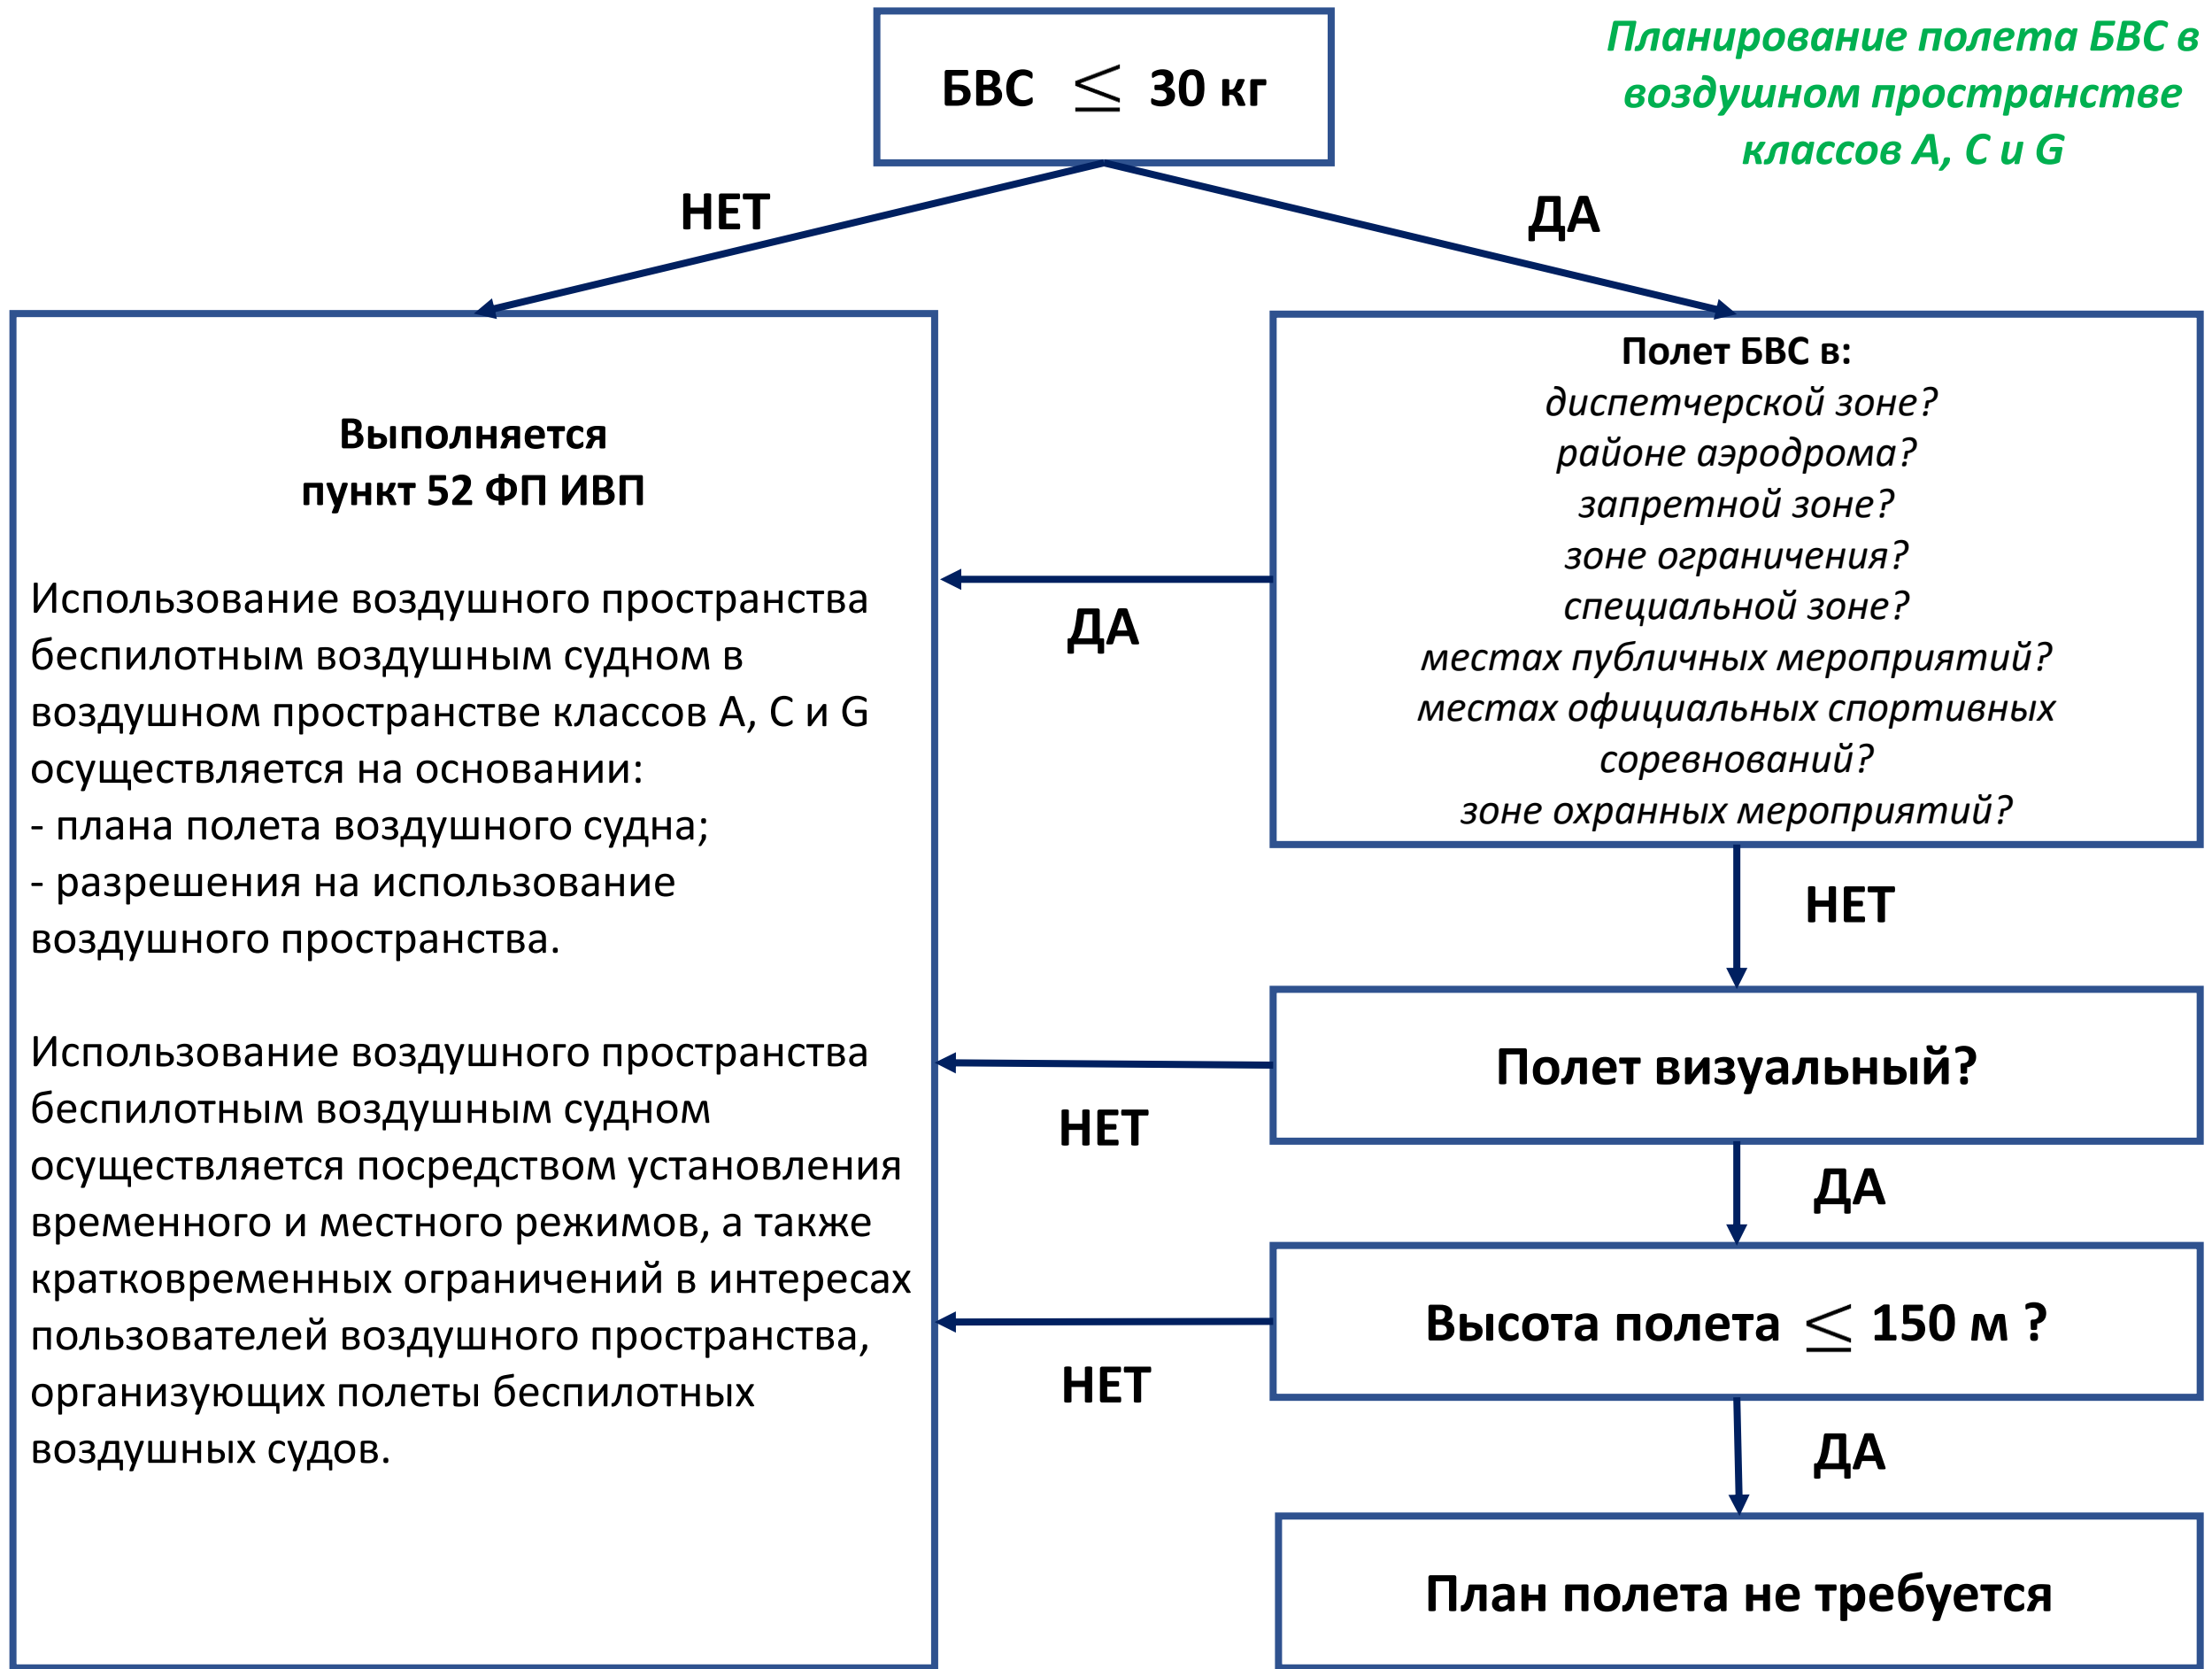 БВС ≤ 30 кг
Планирование полета БВС в
воздушном пространстве
классов А, С и G
НЕТ
ДА
Выполняется
пункт 52 ФП ИВП
Использование воздушного пространства
беспилотным воздушным судном в
воздушном пространстве классов А, С и G
осуществляется на основании:
- плана полета воздушного судна;
- разрешения на использование
воздушного пространства.
Использование воздушного пространства
беспилотным воздушным судном
осуществляется посредством установления
временного и местного режимов, а также
кратковременных ограничений в интересах
пользователей воздушного пространства,
организующих полеты беспилотных
воздушных судов.
Полет БВС в:
диспетчерской зоне?
районе аэродрома?
запретной зоне?
зоне ограничения?
специальной зоне?
местах публичных мероприятий?
местах официальных спортивных
соревнований?
зоне охранных мероприятий?
ДА
НЕТ
Полет визуальный?
НЕТ
ДА
Высота полета ≤ 150 м ?
НЕТ
ДА
План полета не требуется